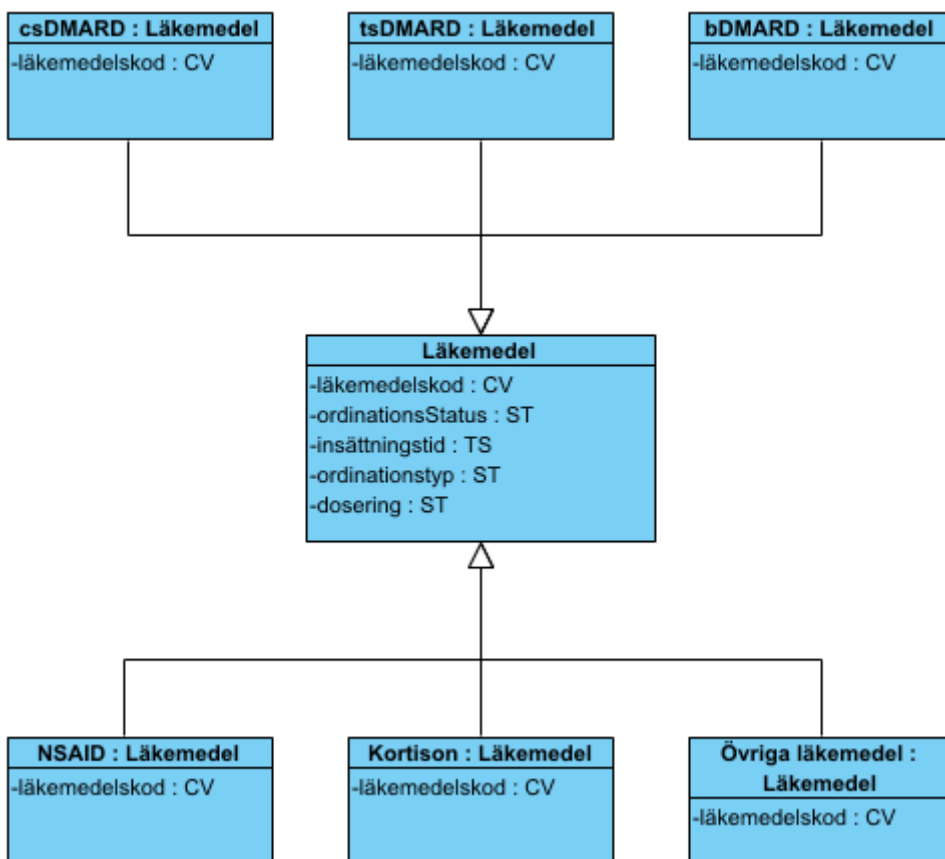 csDMARD : Läkemedel
-läkemedelskod : CV
tsDMARD : Läkemedel
-läkemedelskod : CV
bDMARD : Läkemedel
-läkemedelskod : CV
Läkemedel
-läkemedelskod : CV
-ordinationsStatus : ST
-insättningstid : TS
-ordinationstyp : ST
-dosering : ST
NSAID : Läkemedel
-läkemedelskod : CV
Kortison : Läkemedel
-läkemedelskod : CV
Övriga läkemedel :
Läkemedel
-läkemedelskod : CV